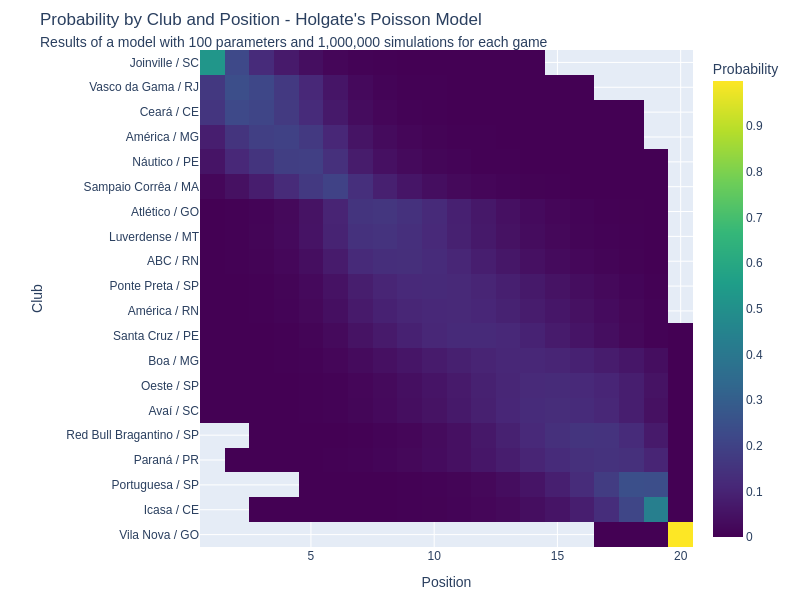 Probability by Club and Position - Holgate's Poisson Model
Results of a model with 100 parameters and 1,000,000 simulations for each game
Joinville / SC
Vasco da Gama / RJ
Ceará / CE
América / MG
Náutico / PE
Sampaio Corrêa / MA
Atlético / GO
Luverdense / MT
ABC / RN
Ponte Preta / SP
América / RN
Santa Cruz / PE
Boa / MG
Oeste / SP
Avaí / SC
Red Bull Bragantino / SP
Paraná / PR
Portuguesa / SP
Icasa / CE
Vila Nova / GO
Club
5
10
15
20
Position
Probability
0.9
0.8
0.7
0.6
0.5
0.4
0.3
0.2
0.1
0